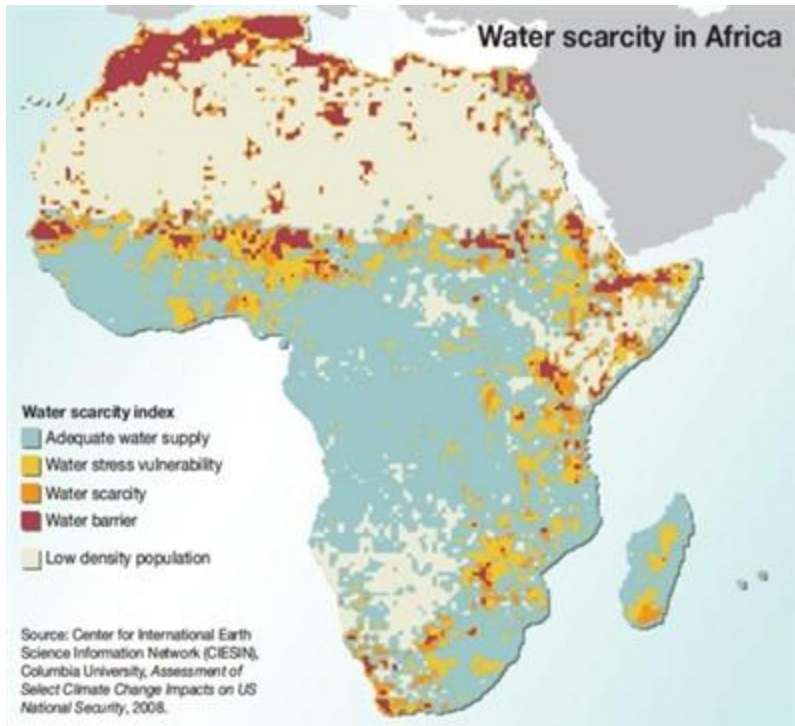 Water scarcity in Africa
Water scarcity index
Adequate water supply
Water stress vulnerability
Water scarcity
Water barrier
Low density population
Source: Center for International Earth
Science Information Network (CIESIN),
Columbia University, Assessment of
Select Climate Change Impacts on US
National Security, 2008.